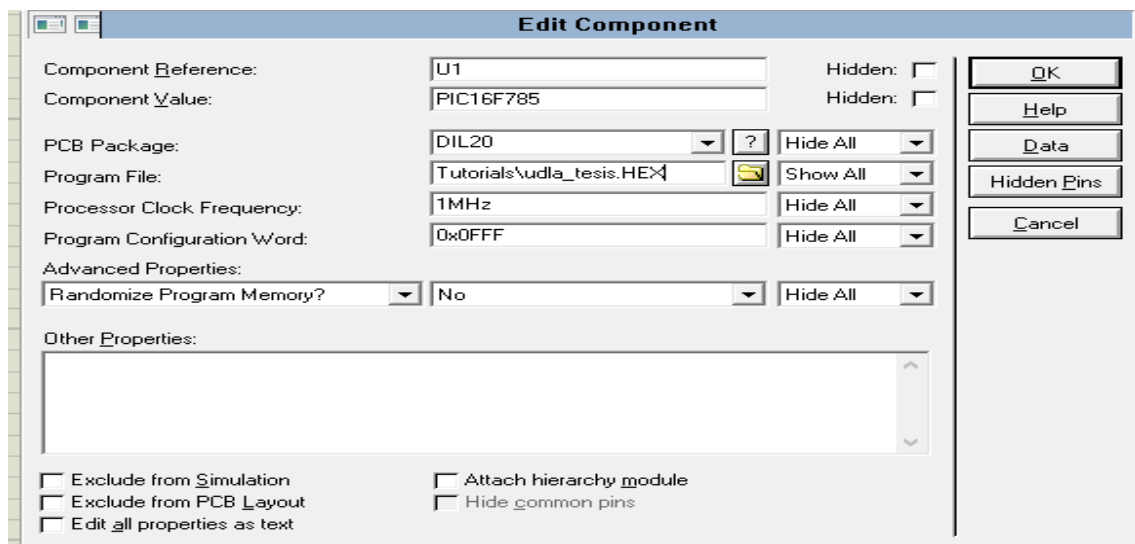 Edit Component
Component Reference: U1 Hidden:
Component Value: PIC16F785 Hidden:
PCB Package: DIL20 ? Hide All
Program File: Tutorials\udla_tesis.HEX Show All
Processor Clock Frequency: 1MHz Hide All
Program Configuration Word: 0x0FFF Hide All
Advanced Properties:
Randomize Program Memory? No Hide All
Other Properties:
Exclude from Simulation Attach hierarchy module
Exclude from PCB Layout Hide common pins
Edit all properties as text
OK
Help
Data
Hidden Pins
Cancel